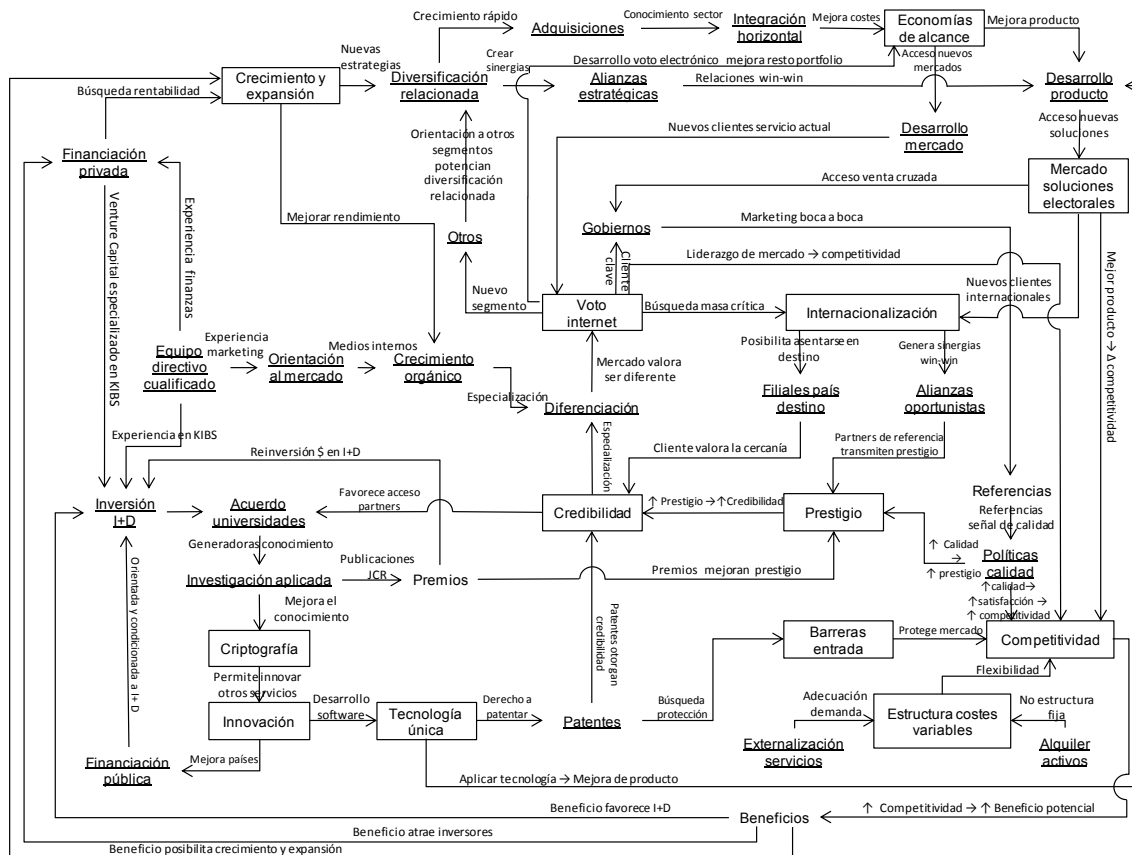 Crecimiento rápido
Adquisiciones
Conocimiento sector
Integración
horizontal
Mejora costes
Economías
de alcance
Mejora producto
Nuevas
estrategias
Crear
sinergias
Desarrollo voto electrónico mejora resto portfolio
Acceso nuevos
mercados
Crecimiento y
expansión
Diversificación
relacionada
Alianzas
estratégicas
Relaciones win-win
Desarrollo
producto
Búsqueda rentabilidad
Acceso nuevas
soluciones
Orientación a otros
segmentos
potencian
diversificación
relacionada
Nuevos clientes servicio actual
Desarrollo
mercado
Financiación
privada
Mercado
soluciones
electorales
Acceso venta cruzada
Venture Capital especializado en KIBS
Experiencia finanzas
Mejorar rendimiento
Otros
Gobiernos
Marketing boca a boca
Cliente
clave
Liderazgo de mercado → competitividad
Mejor producto → Δ
competitividad
Nuevo
segmento
Voto
internet
Búsqueda masa crítica
Internacionalización
Nuevos clientes
internacionales
Experiencia
marketing
Medios internos
Equipo
directivo
cualificado
Orientación
al mercado
Crecimiento
orgánico
Mercado valora
ser diferente
Posibilita asentarse en
destino
Genera sinergias
win-win
Especialización
Diferenciación
Filiales país
destino
Alianzas
oportunistas
Experiencia en KIBS
Especialización
Cliente valora la cercanía
Partners de referencia
transmiten prestigio
Reinversión $ en I+D
Inversión
I+D
Acuerdo
universidades
Favorece acceso
partners
Credibilidad
↑ Prestigio → ↑Credibilidad
Prestigio
Referencias
Referencias
señal de calidad
Generadoras conocimiento
↑ Calidad
→
↑ prestigio
Políticas
calidad
Investigación aplicada
Publicaciones
JCR
Premios
Premios mejoran prestigio
↑calidad→
↑satisfacción →
↑ competitividad
Orientada y condicionada a I+D
Mejora el
conocimiento
Patentes otorgan
credibilidad
Criptografía
Barreras
entrada
Protege mercado
Competitividad
Permite innovar
otros servicios
Flexibilidad
Innovación
Desarrollo
software
Tecnología
única
Derecho a
patentar
Patentes
Búsqueda
protección
Adecuación
demanda
Estructura costes
variables
No estructura
fija
Financiación
pública
Mejora países
Externalización
servicios
Alquiler
activos
Aplicar tecnología → Mejora de producto
Beneficio favorece I+D
Beneficios
↑ Competitividad → ↑ Beneficio potencial
Beneficio atrae inversores
Beneficio posibilita crecimiento y expansión